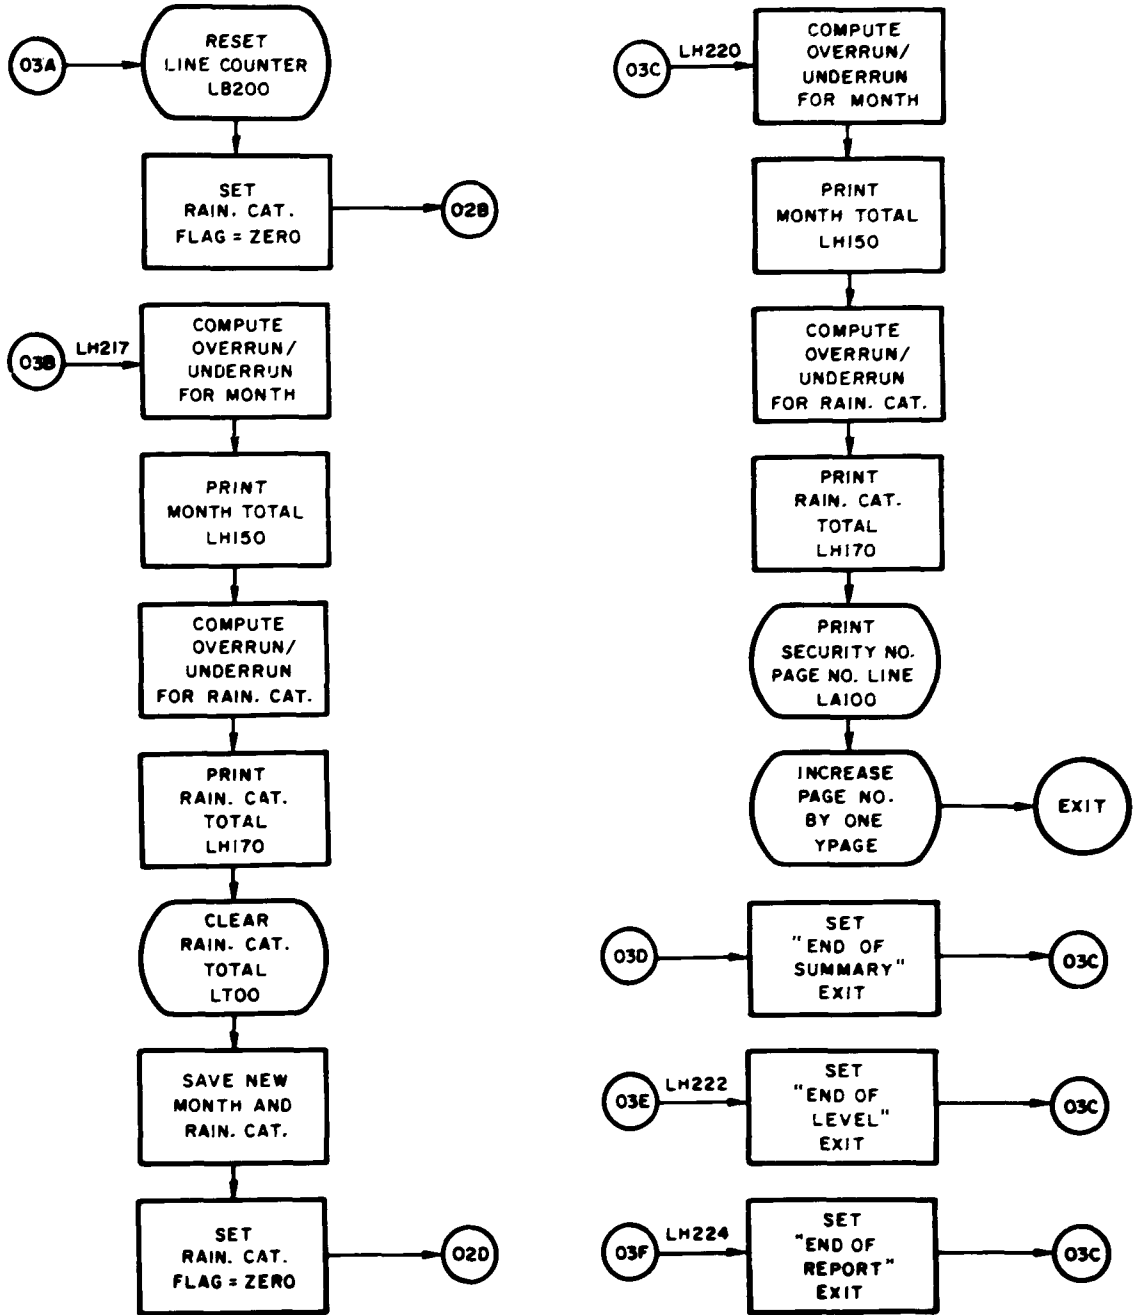 03A
RESET
LINE COUNTER
LB200
SET
RAIN. CAT.
FLAG = ZERO
02B
03B
LH217
COMPUTE
OVERRUN/
UNDERRUN
FOR MONTH
PRINT
MONTH TOTAL
LH150
COMPUTE
OVERRUN/
UNDERRUN
FOR RAIN. CAT.
PRINT
RAIN. CAT.
TOTAL
LH170
CLEAR
RAIN. CAT.
TOTAL
LT00
SAVE NEW
MONTH AND
RAIN. CAT.
SET
RAIN. CAT.
FLAG = ZERO
02D
03C
LH220
COMPUTE
OVERRUN/
UNDERRUN
FOR MONTH
PRINT
MONTH TOTAL
LH150
COMPUTE
OVERRUN/
UNDERRUN
FOR RAIN. CAT.
PRINT
RAIN. CAT.
TOTAL
LH170
PRINT
SECURITY NO.
PAGE NO. LINE
LA100
INCREASE
PAGE NO.
BY ONE
YPAGE
EXIT
03D
SET
"END OF
SUMMARY"
EXIT
03C
03E
LH222
SET
"END OF
LEVEL"
EXIT
03C
03F
LH224
SET
"END OF
REPORT"
EXIT
03C